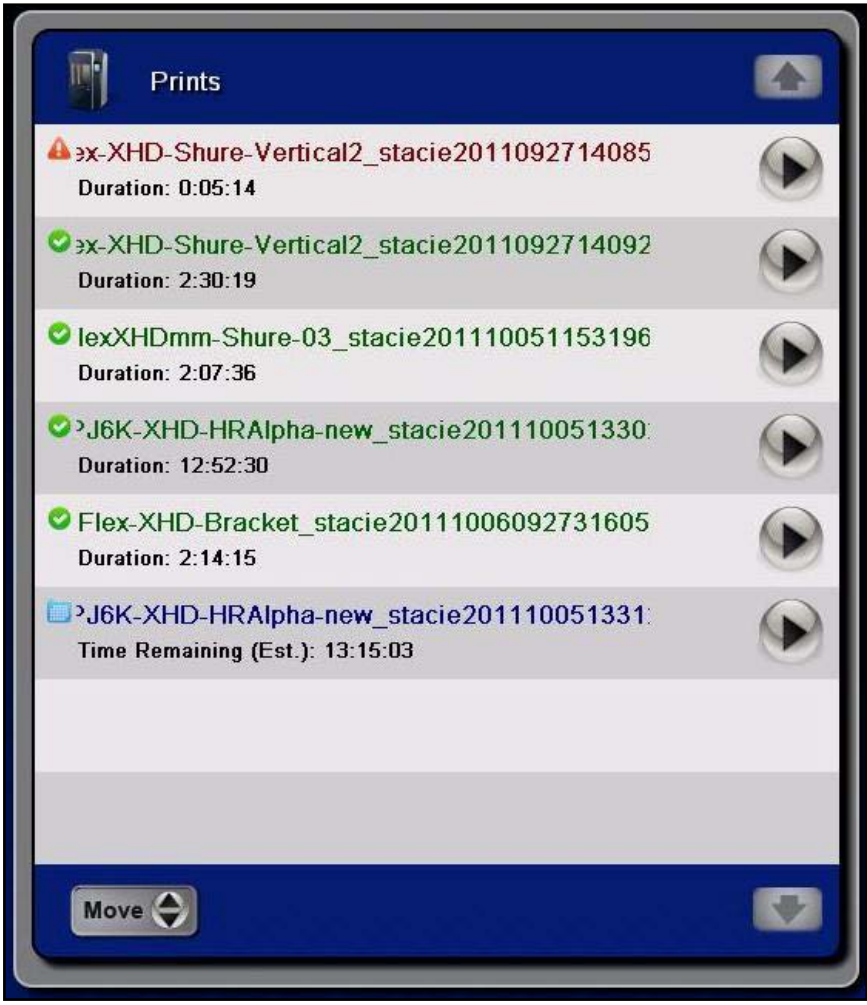 Prints
ex-XHD-Shure-Vertical2_stacie2011092714085
Duration: 0:05:14
ex-XHD-Shure-Vertical2_stacie2011092714092
Duration: 2:30:19
lexXHDmm-Shure-03_stacie201110051153196
Duration: 2:07:36
PJ6K-XHD-HRAlpha-new_stacie201110051330
Duration: 12:52:30
Flex-XHD-Bracket_stacie20111006092731605
Duration: 2:14:15
PJ6K-XHD-HRAlpha-new_stacie201110051331
Time Remaining (Est.): 13:15:03
Move